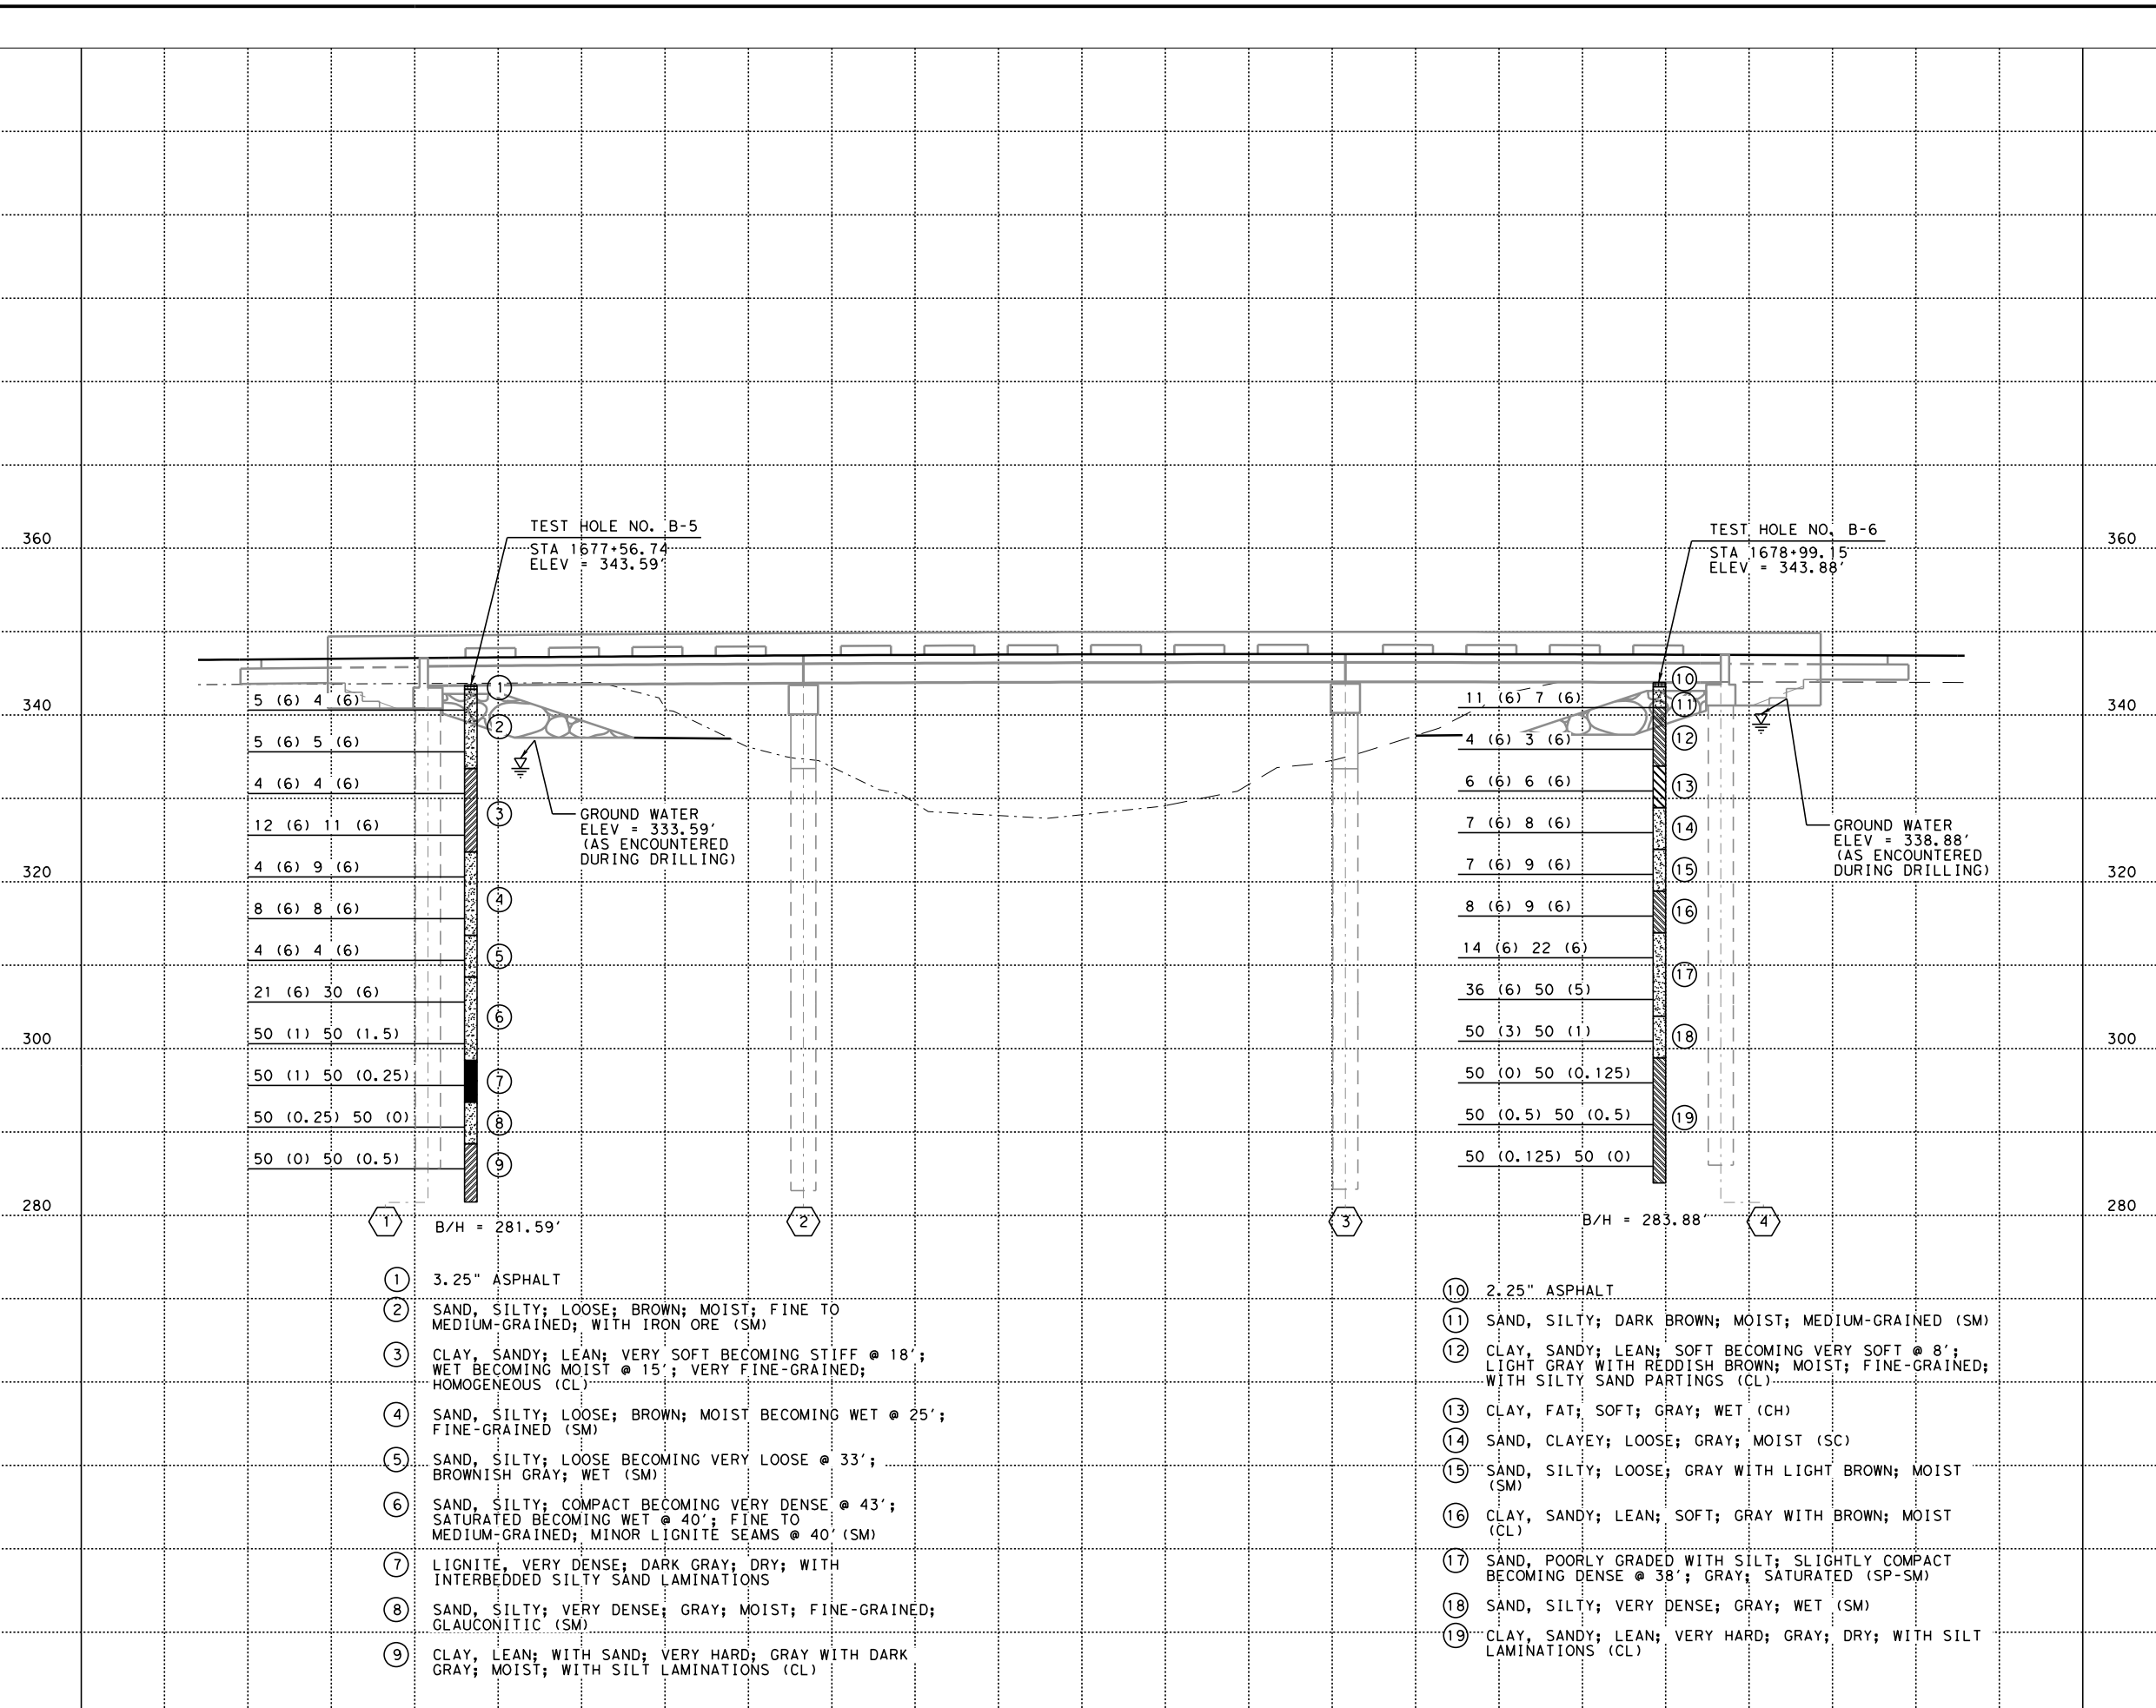 TEST HOLE NO. B-5
STA 1677+56.74
ELEV = 343.59'
TEST HOLE NO. B-6
STA 1678+99.15
ELEV = 343.88'
360
360
340
340
320
320
300
300
280
280
5 (6) 4 (6)
5 (6) 5 (6)
4 (6) 4 (6)
12 (6) 11 (6)
4 (6) 9 (6)
8 (6) 8 (6)
4 (6) 4 (6)
21 (6) 30 (6)
50 (1) 50 (1.5)
50 (1) 50 (0.25)
50 (0.25) 50 (0)
50 (0) 50 (0.5)
1
2
3
4
5
6
7
8
9
GROUND WATER
ELEV = 333.59'
(AS ENCOUNTERED
DURING DRILLING)
11 (6) 7 (6)
4 (6) 3 (6)
6 (6) 6 (6)
7 (6) 8 (6)
7 (6) 9 (6)
8 (6) 9 (6)
14 (6) 22 (6)
36 (6) 50 (5)
50 (3) 50 (1)
50 (0) 50 (0.125)
50 (0.5) 50 (0.5)
50 (0.125) 50 (0)
10
11
12
13
14
15
16
17
18
19
GROUND WATER
ELEV = 338.88'
(AS ENCOUNTERED
DURING DRILLING)
1
B/H = 281.59'
2
3
B/H = 283.88'
4
1 3.25" ASPHALT
2 SAND, SILTY; LOOSE; BROWN; MOIST; FINE TO
MEDIUM-GRAINED; WITH IRON ORE (SM)
3 CLAY, SANDY; LEAN; VERY SOFT BECOMING STIFF @ 18';
WET BECOMING MOIST @ 15'; VERY FINE-GRAINED;
HOMOGENEOUS (CL)
4 SAND, SILTY; LOOSE; BROWN; MOIST BECOMING WET @ 25';
FINE-GRAINED (SM)
5 SAND, SILTY; LOOSE BECOMING VERY LOOSE @ 33';
BROWNISH GRAY; WET (SM)
6 SAND, SILTY; COMPACT BECOMING VERY DENSE @ 43';
SATURATED BECOMING WET @ 40'; FINE TO
MEDIUM-GRAINED; MINOR LIGNITE SEAMS @ 40' (SM)
7 LIGNITE, VERY DENSE; DARK GRAY; DRY; WITH
INTERBEDDED SILTY SAND LAMINATIONS
8 SAND, SILTY; VERY DENSE; GRAY; MOIST; FINE-GRAINED;
GLAUCONITIC (SM)
9 CLAY, LEAN; WITH SAND; VERY HARD; GRAY WITH DARK
GRAY; MOIST; WITH SILT LAMINATIONS (CL)
10 2.25" ASPHALT
11 SAND, SILTY; DARK BROWN; MOIST; MEDIUM-GRAINED (SM)
12 CLAY, SANDY; LEAN; SOFT BECOMING VERY SOFT @ 8';
LIGHT GRAY WITH REDDISH BROWN; MOIST; FINE-GRAINED;
WITH SILTY SAND PARTINGS (CL)
13 CLAY, FAT; SOFT; GRAY; WET (CH)
14 SAND, CLAYEY; LOOSE; GRAY; MOIST (SC)
15 SAND, SILTY; LOOSE; GRAY WITH LIGHT BROWN; MOIST
(SM)
16 CLAY, SANDY; LEAN; SOFT; GRAY WITH BROWN; MOIST
(CL)
17 SAND, POORLY GRADED WITH SILT; SLIGHTLY COMPACT
BECOMING DENSE @ 38'; GRAY; SATURATED (SP-SM)
18 SAND, SILTY; VERY DENSE; GRAY; WET (SM)
19 CLAY, SANDY; LEAN; VERY HARD; GRAY; DRY; WITH SILT
LAMINATIONS (CL)